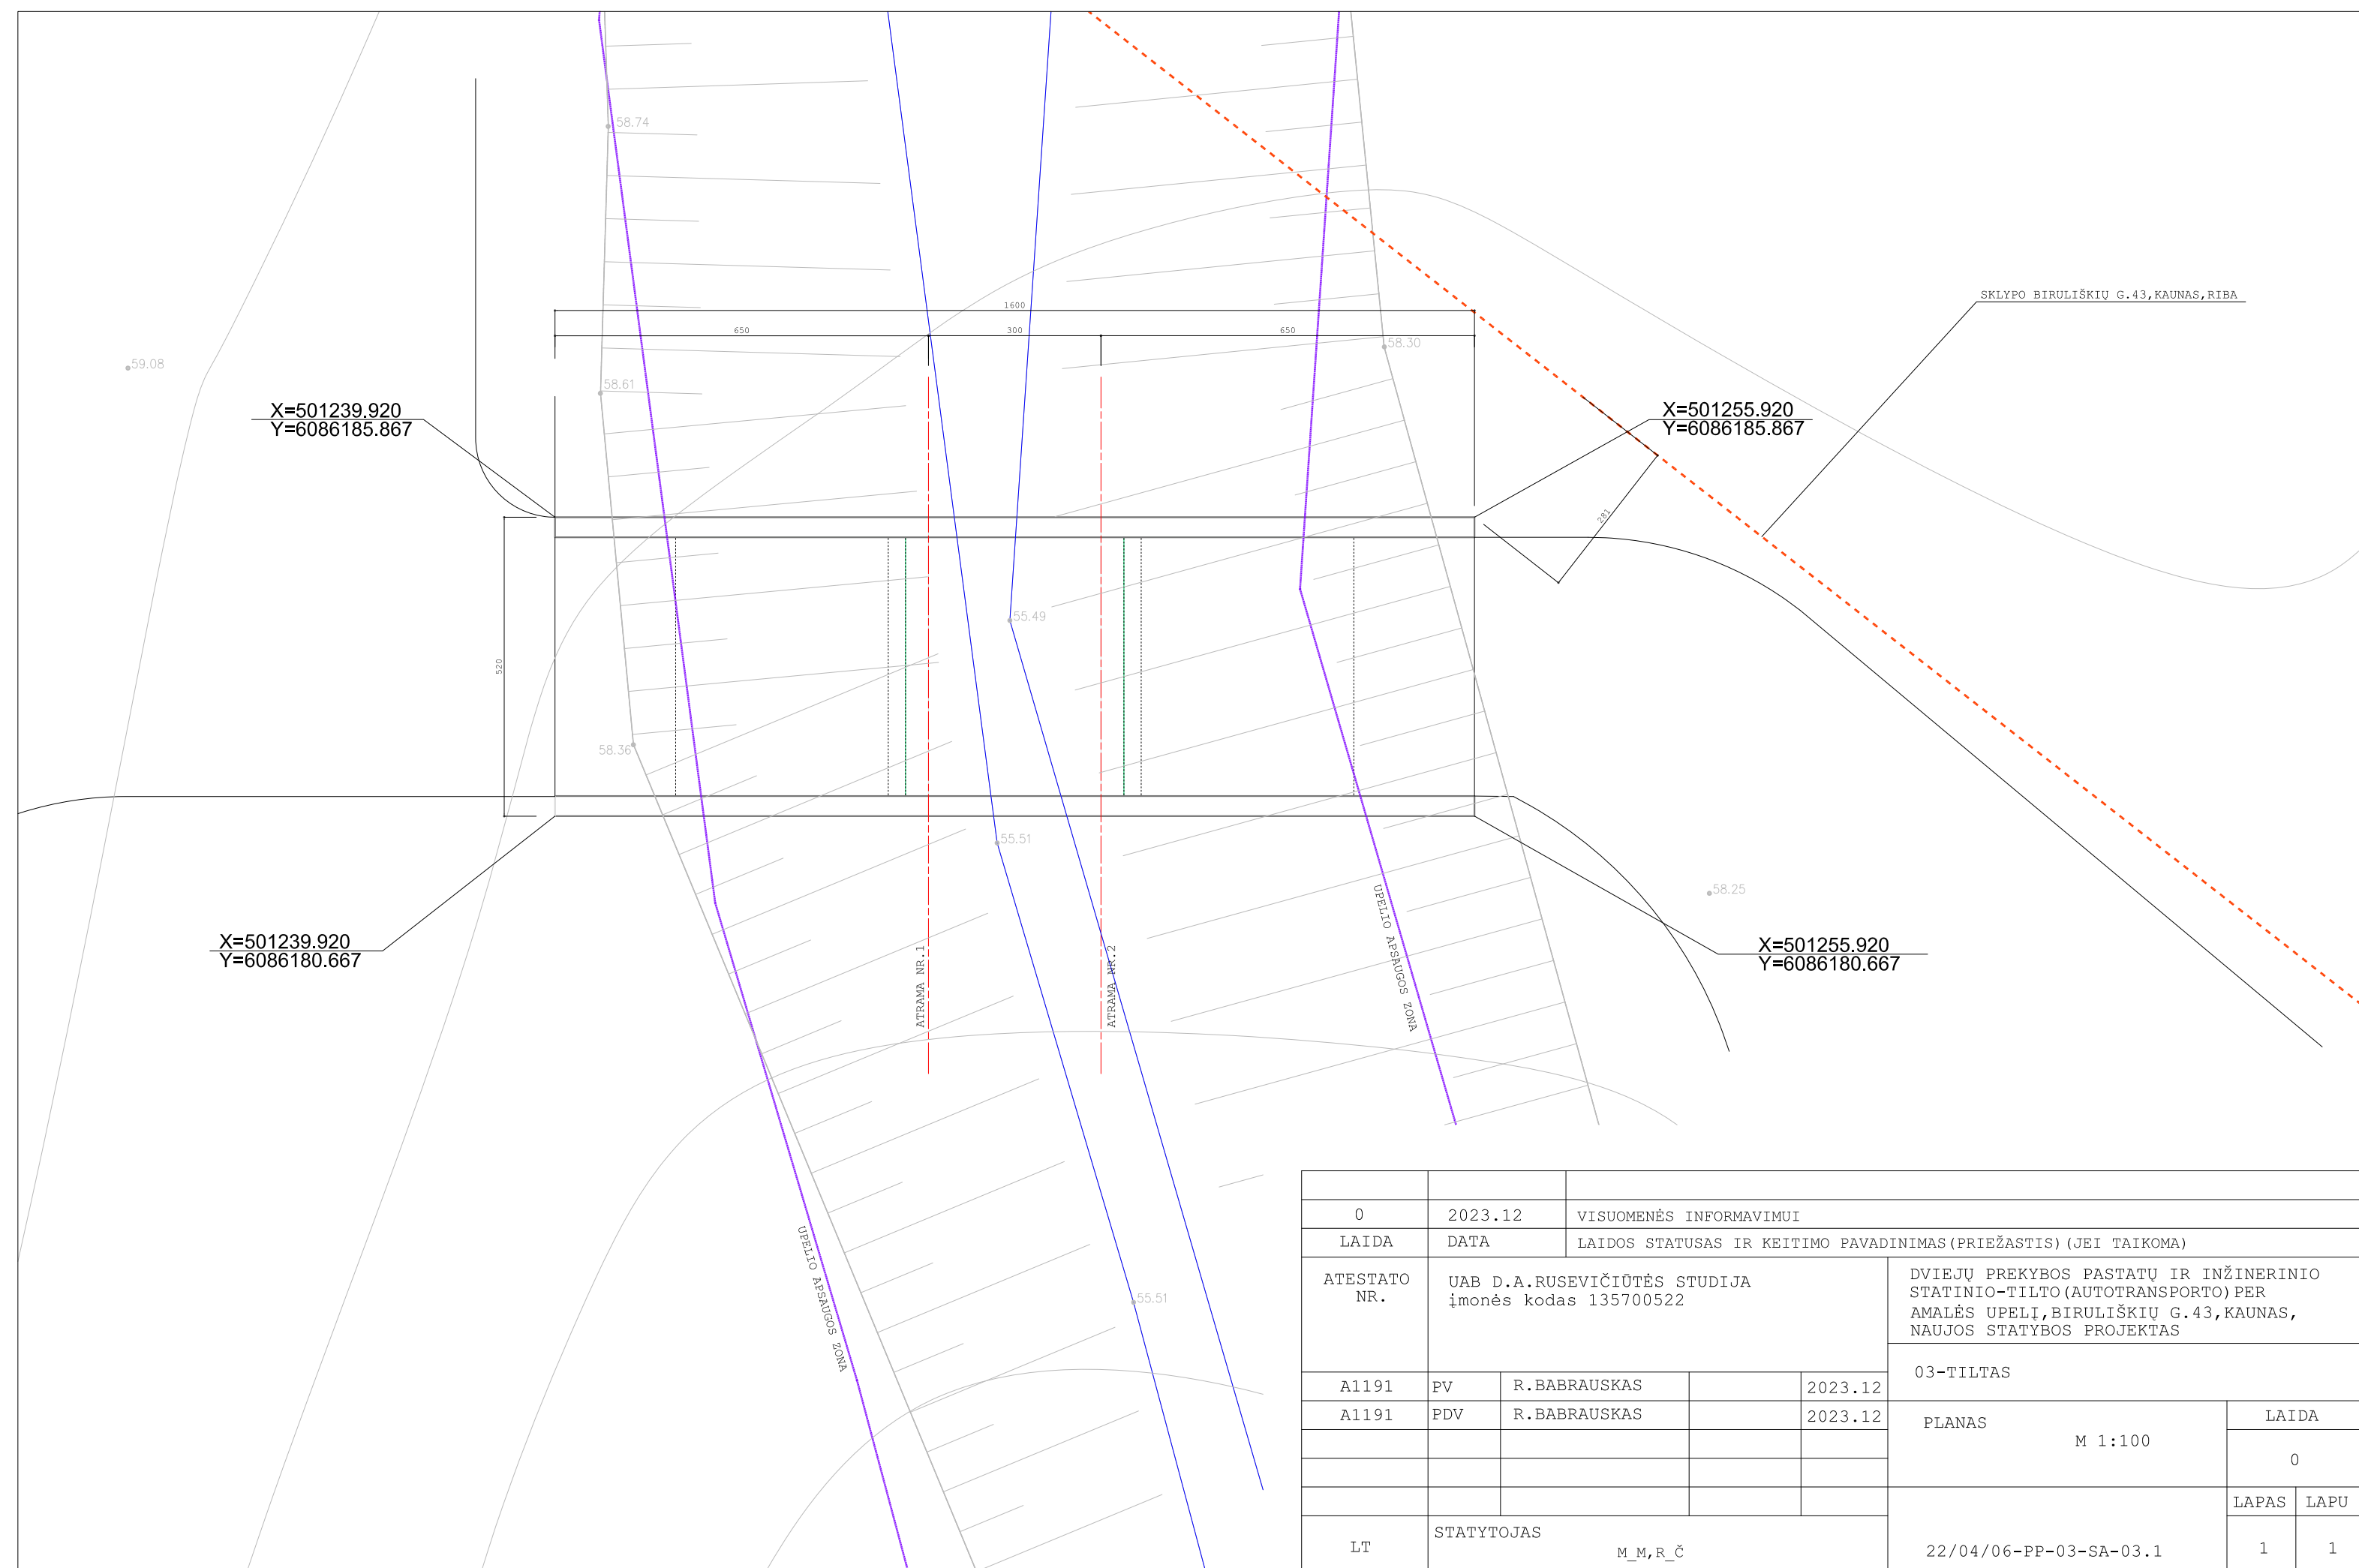 58.74
1600
650
300
650
SKLYPO BIRULIŠKIŲ G.43,KAUNAS,RIBA
58.30
59.08
58.61
X=501239.920
Y=6086185.867
X=501255.920
Y=6086185.867
281
520
55.49
58.36
55.51
58.25
X=501239.920
Y=6086180.667
ATRAMA NR.1
ATRAMA NR.2
UPELIO APSAUGOS ZONA
X=501255.920
Y=6086180.667
UPELIO APSAUGOS ZONA
55.51
0 2023.12 VISUOMENĖS INFORMAVIMUI
LAIDA DATA LAIDOS STATUSAS IR KEITIMO PAVADINIMAS(PRIEŽASTIS)(JEI TAIKOMA)
ATESTATO
NR.
UAB D.A.RUSEVIČIŪTĖS STUDIJA
įmonės kodas 135700522
DVIEJŲ PREKYBOS PASTATŲ IR INŽINERINIO
STATINIO-TILTO(AUTOTRANSPORTO)PER
AMALĖS UPELĮ,BIRULIŠKIŲ G.43,KAUNAS,
NAUJOS STATYBOS PROJEKTAS
03-TILTAS
A1191 PV R.BABRAUSKAS 2023.12
A1191 PDV R.BABRAUSKAS 2023.12
PLANAS
M 1:100
LAIDA
0
LAPAS LAPU
LT
STATYTOJAS
M_M,R_Č
22/04/06-PP-03-SA-03.1
1 1